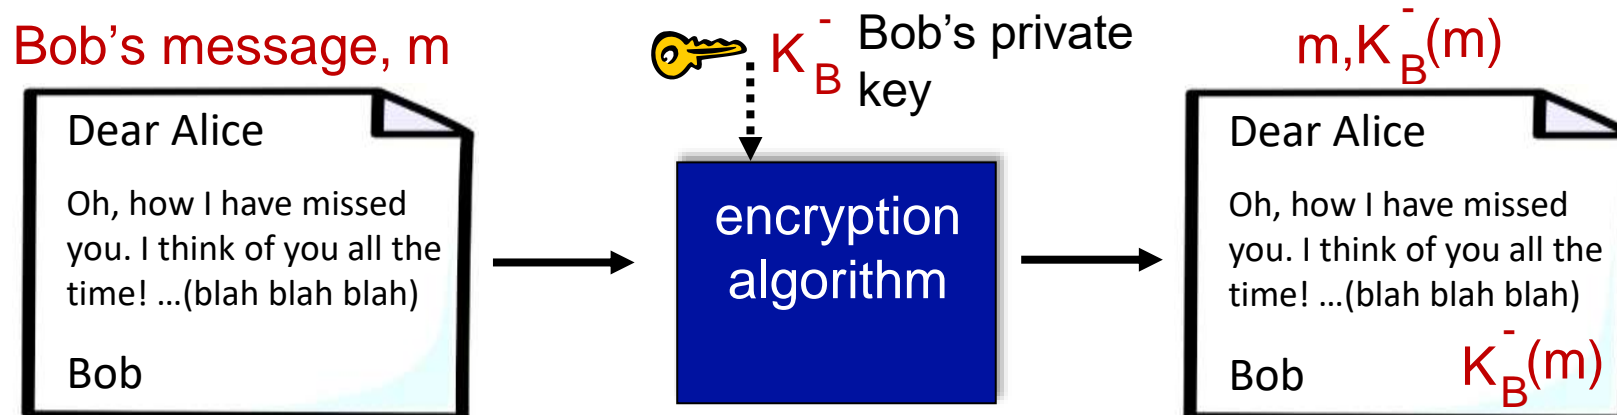 Bob’s message, m
Dear Alice
Oh, how I have missed
you. I think of you all the
time! …(blah blah blah)
Bob
K_B^- Bob’s private
key
encryption
algorithm
m,K_B^-(m)
Dear Alice
Oh, how I have missed
you. I think of you all the
time! …(blah blah blah)
Bob K_B^-(m)